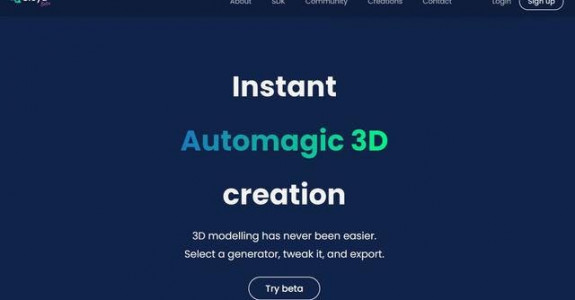 About SDK Community Creations Contact Login Sign up
Instant
Automagic 3D
creation
3D modelling has never been easier.
Select a generator, tweak it, and export.
Try beta